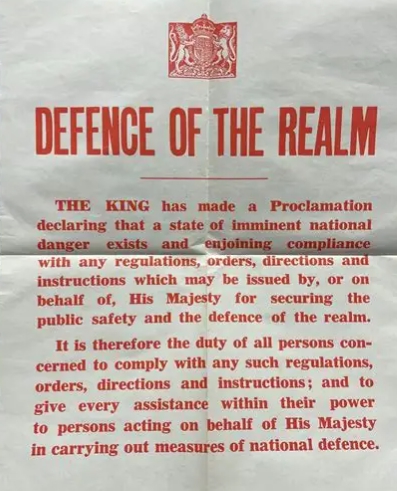 DEFENCE OF THE REALM
THE KING has made a Proclamation
declaring that a state of imminent national
danger exists and enjoining compliance
with any regulations, orders, directions and
instructions which may be issued by, or on
behalf of, His Majesty for securing the
public safety and the defence of the realm.
It is therefore the duty of all persons con-
cerned to comply with any such regulations,
orders, directions and instructions; and to
give every assistance within their power
to persons acting on behalf of His Majesty
in carrying out measures of national defence.